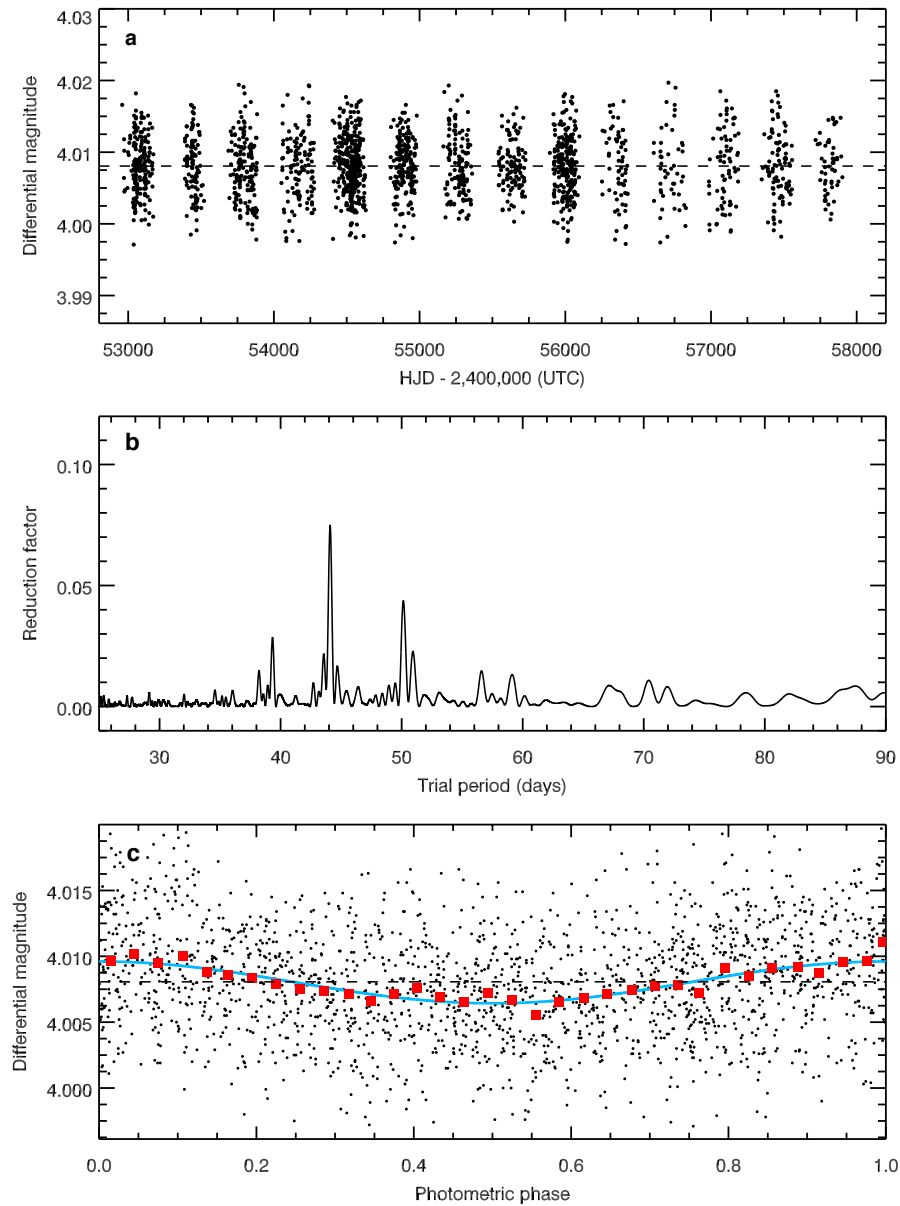 a
4.03
4.02
4.01
4.00
3.99
Differential magnitude
53000 54000 55000 56000 57000 58000
HJD - 2,400,000 (UTC)
b
0.10
0.05
0.00
Reduction factor
30 40 50 60 70 80 90
Trial period (days)
c
4.015
4.010
4.005
4.000
Differential magnitude
0.0 0.2 0.4 0.6 0.8 1.0
Photometric phase